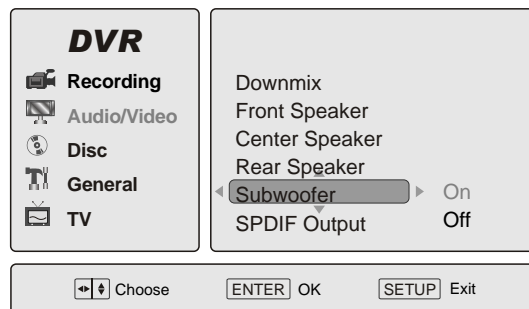 DVR
Recording
Audio/Video
Disc
General
TV
Downmix
Front Speaker
Center Speaker
Rear Speaker
Subwoofer On
SPDIF Output Off
Choose ENTER OK SETUP Exit